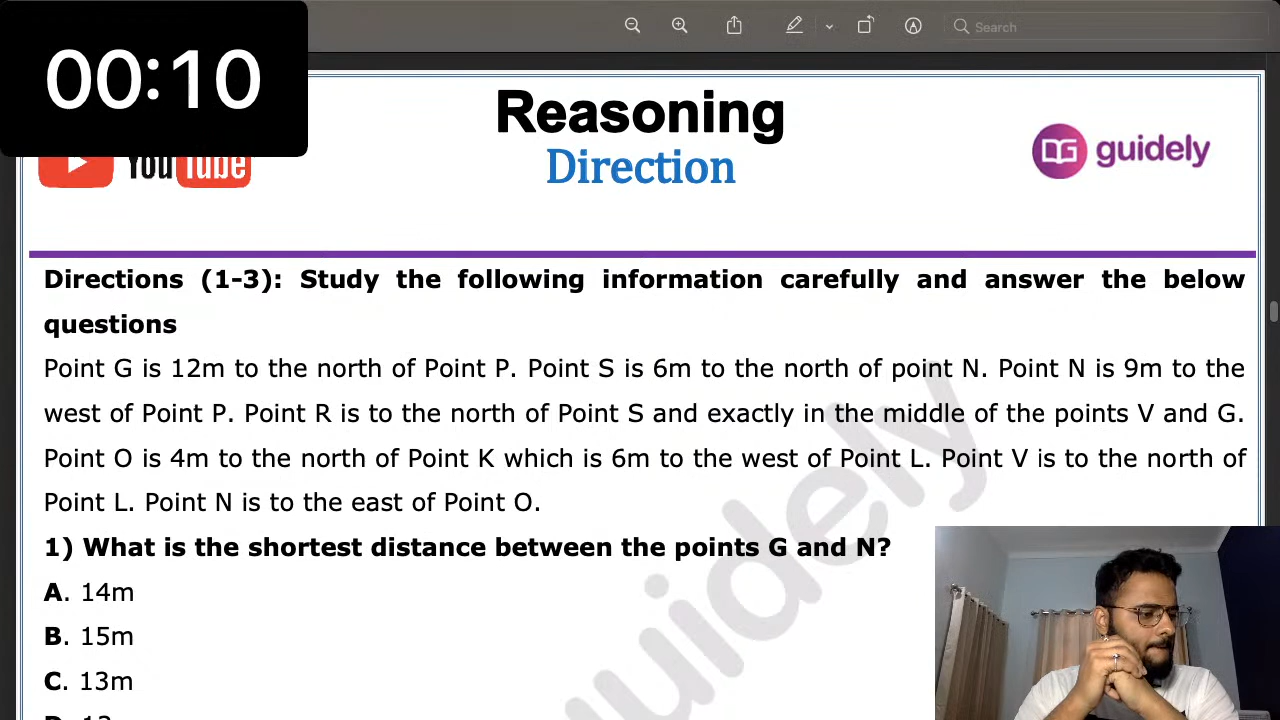 00:10
Search
Reasoning
Direction
YouTube
guidely
Directions (1-3): Study the following information carefully and answer the below
questions
Point G is 12m to the north of Point P. Point S is 6m to the north of point N. Point N is 9m to the
west of Point P. Point R is to the north of Point S and exactly in the middle of the points V and G.
Point O is 4m to the north of Point K which is 6m to the west of Point L. Point V is to the north of
Point L. Point N is to the east of Point O.
1) What is the shortest distance between the points G and N?
A. 14m
B. 15m
C. 13m
guidely